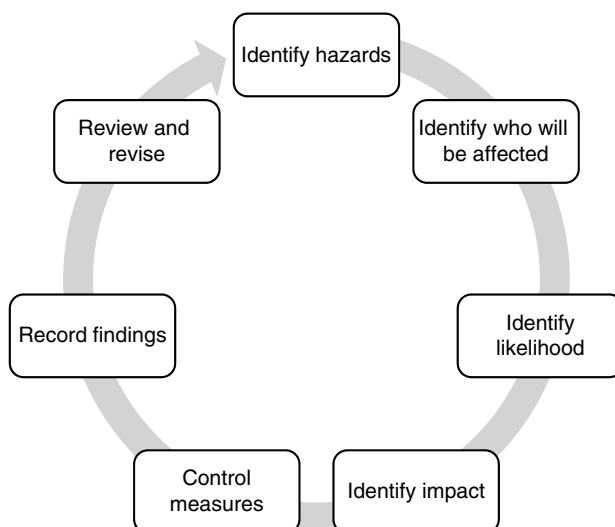 Identify hazards
Identify who will
be affected
Identify
likelihood
Identify impact
Control
measures
Record findings
Review and
revise